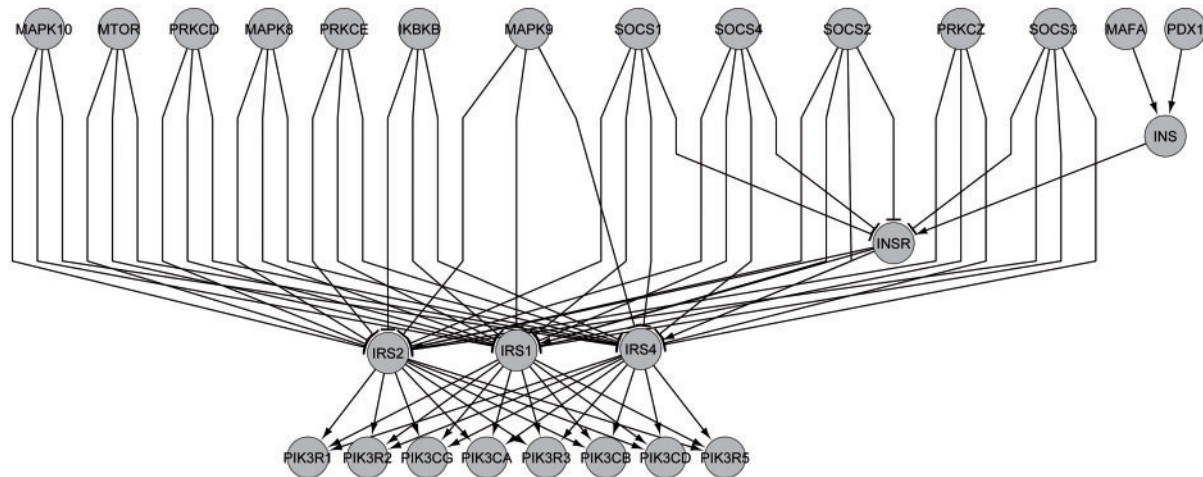 MAPK10 MTOR PRKCD MAPK8 PRKCE IKBKB MAPK9 SOCS1 SOCS4 SOCS2 PRKCZ SOCS3 MAFA PDX1
INS
INSR
IRS2 IRS1 IRS4
PIK3R1 PIK3R2 PIK3CG PIK3CA PIK3R3 PIK3CB PIK3CD PIK3R5